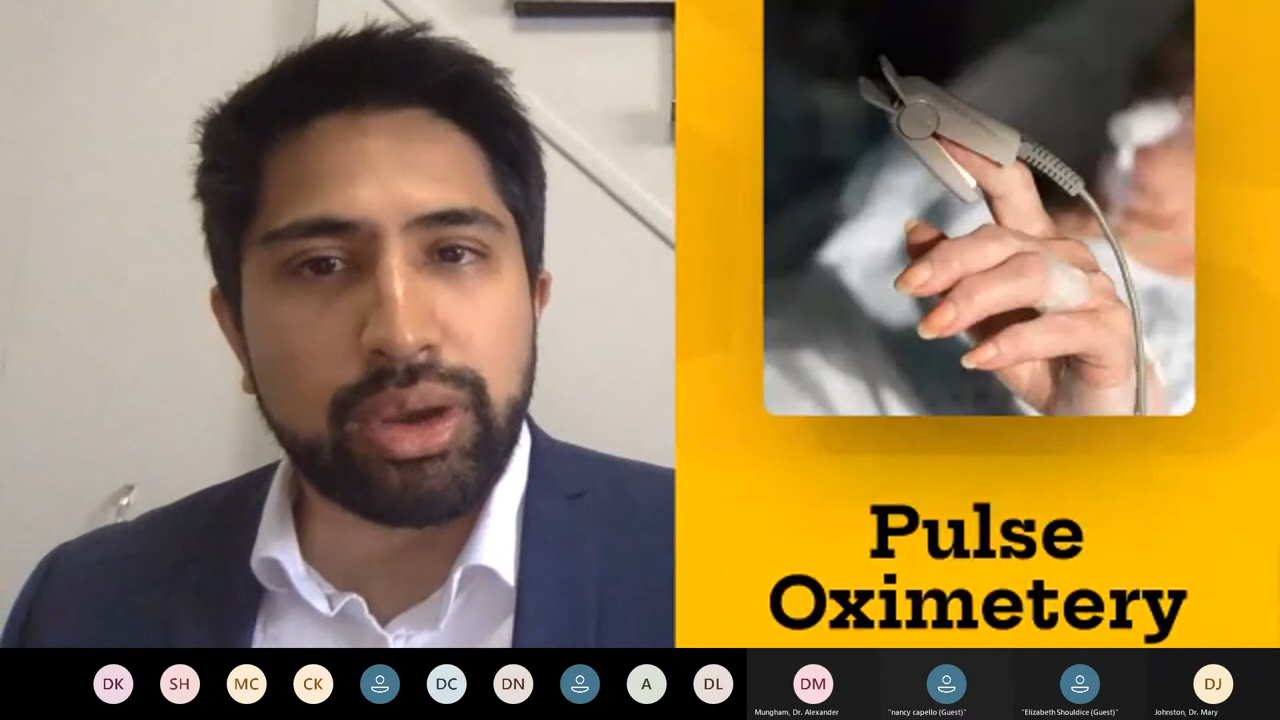 Pulse
Oximetery
DK
SH
MC
CK
DC
DN
A
DL
DM
DJ
Mungham, Dr. Alexander
"nancy capello (Guest)"
"Elizabeth Shouldice (Guest)"
Johnston, Dr. Mary